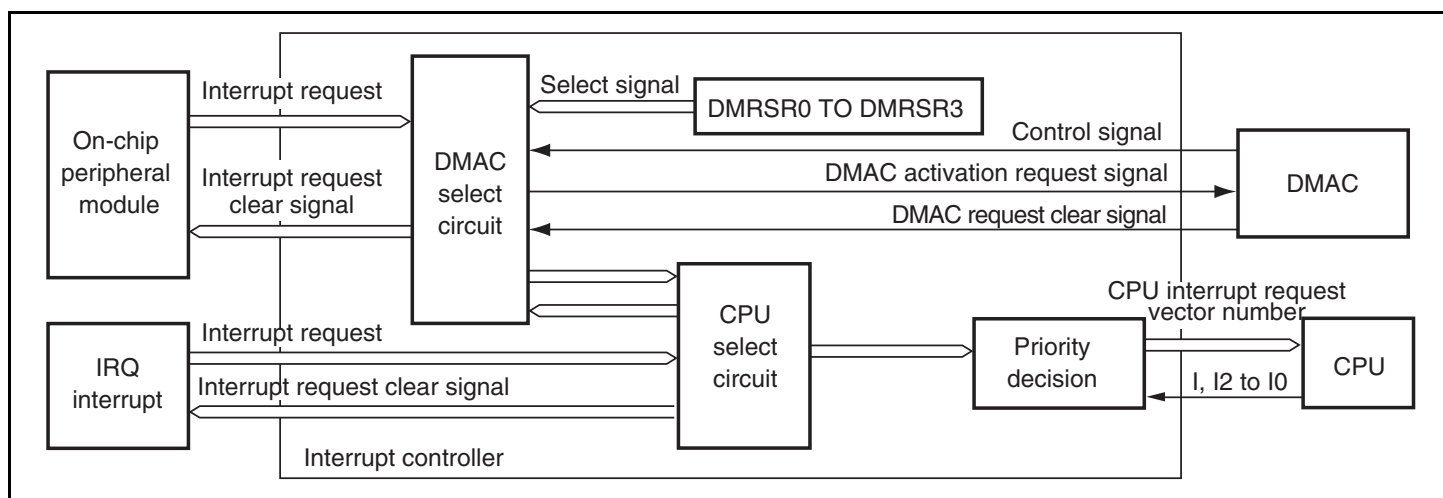 Interrupt request
On-chip
peripheral
module
Interrupt request
clear signal
DMAC
select
circuit
Select signal
DMRSR0 TO DMRSR3
Control signal
DMAC activation request signal
DMAC request clear signal
DMAC
IRQ
interrupt
Interrupt request
Interrupt request clear signal
CPU
select
circuit
Priority
decision
CPU interrupt request
vector number
I, I2 to I0
CPU
Interrupt controller